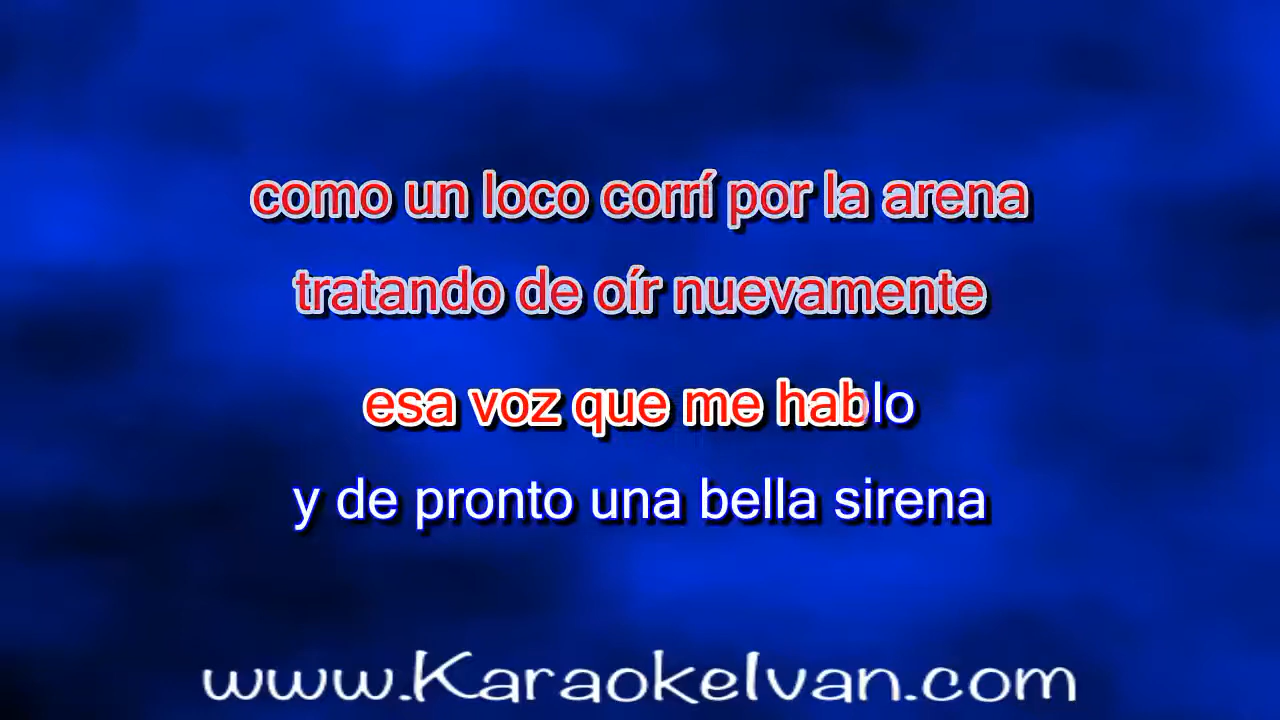 como un loco corrí por la arena
tratando de oír nuevamente
esa voz que me hablo
y de pronto una bella sirena
www.KaraokeIvan.com